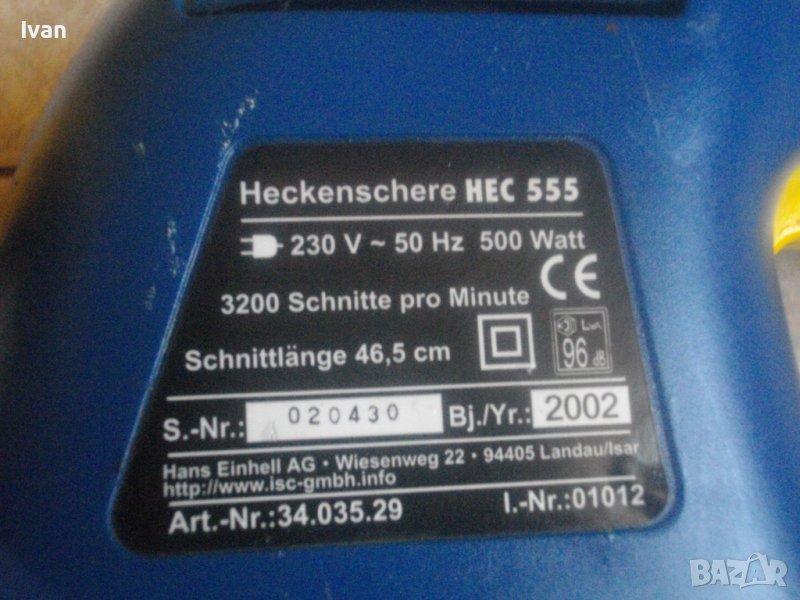 Ivan
Heckenschere HEC 555
230 V ~ 50 Hz 500 Watt
CE
3200 Schnitte pro Minute
LWA
Schnittlänge 46,5 cm
96 dB
S.-Nr.: 020430 Bj./Yr.: 2002
Hans Einhell AG • Wiesenweg 22 • 94405 Landau/Isar
http://www.isc-gmbh.info
Art.-Nr.:34.035.29 I.-Nr.:01012
BAZAR